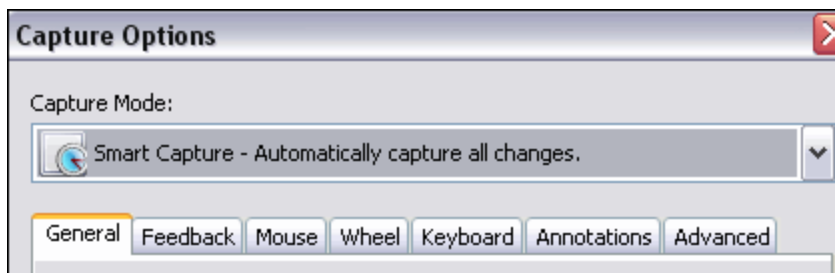 Capture Options
Capture Mode:
Smart Capture - Automatically capture all changes.
General Feedback Mouse Wheel Keyboard Annotations Advanced